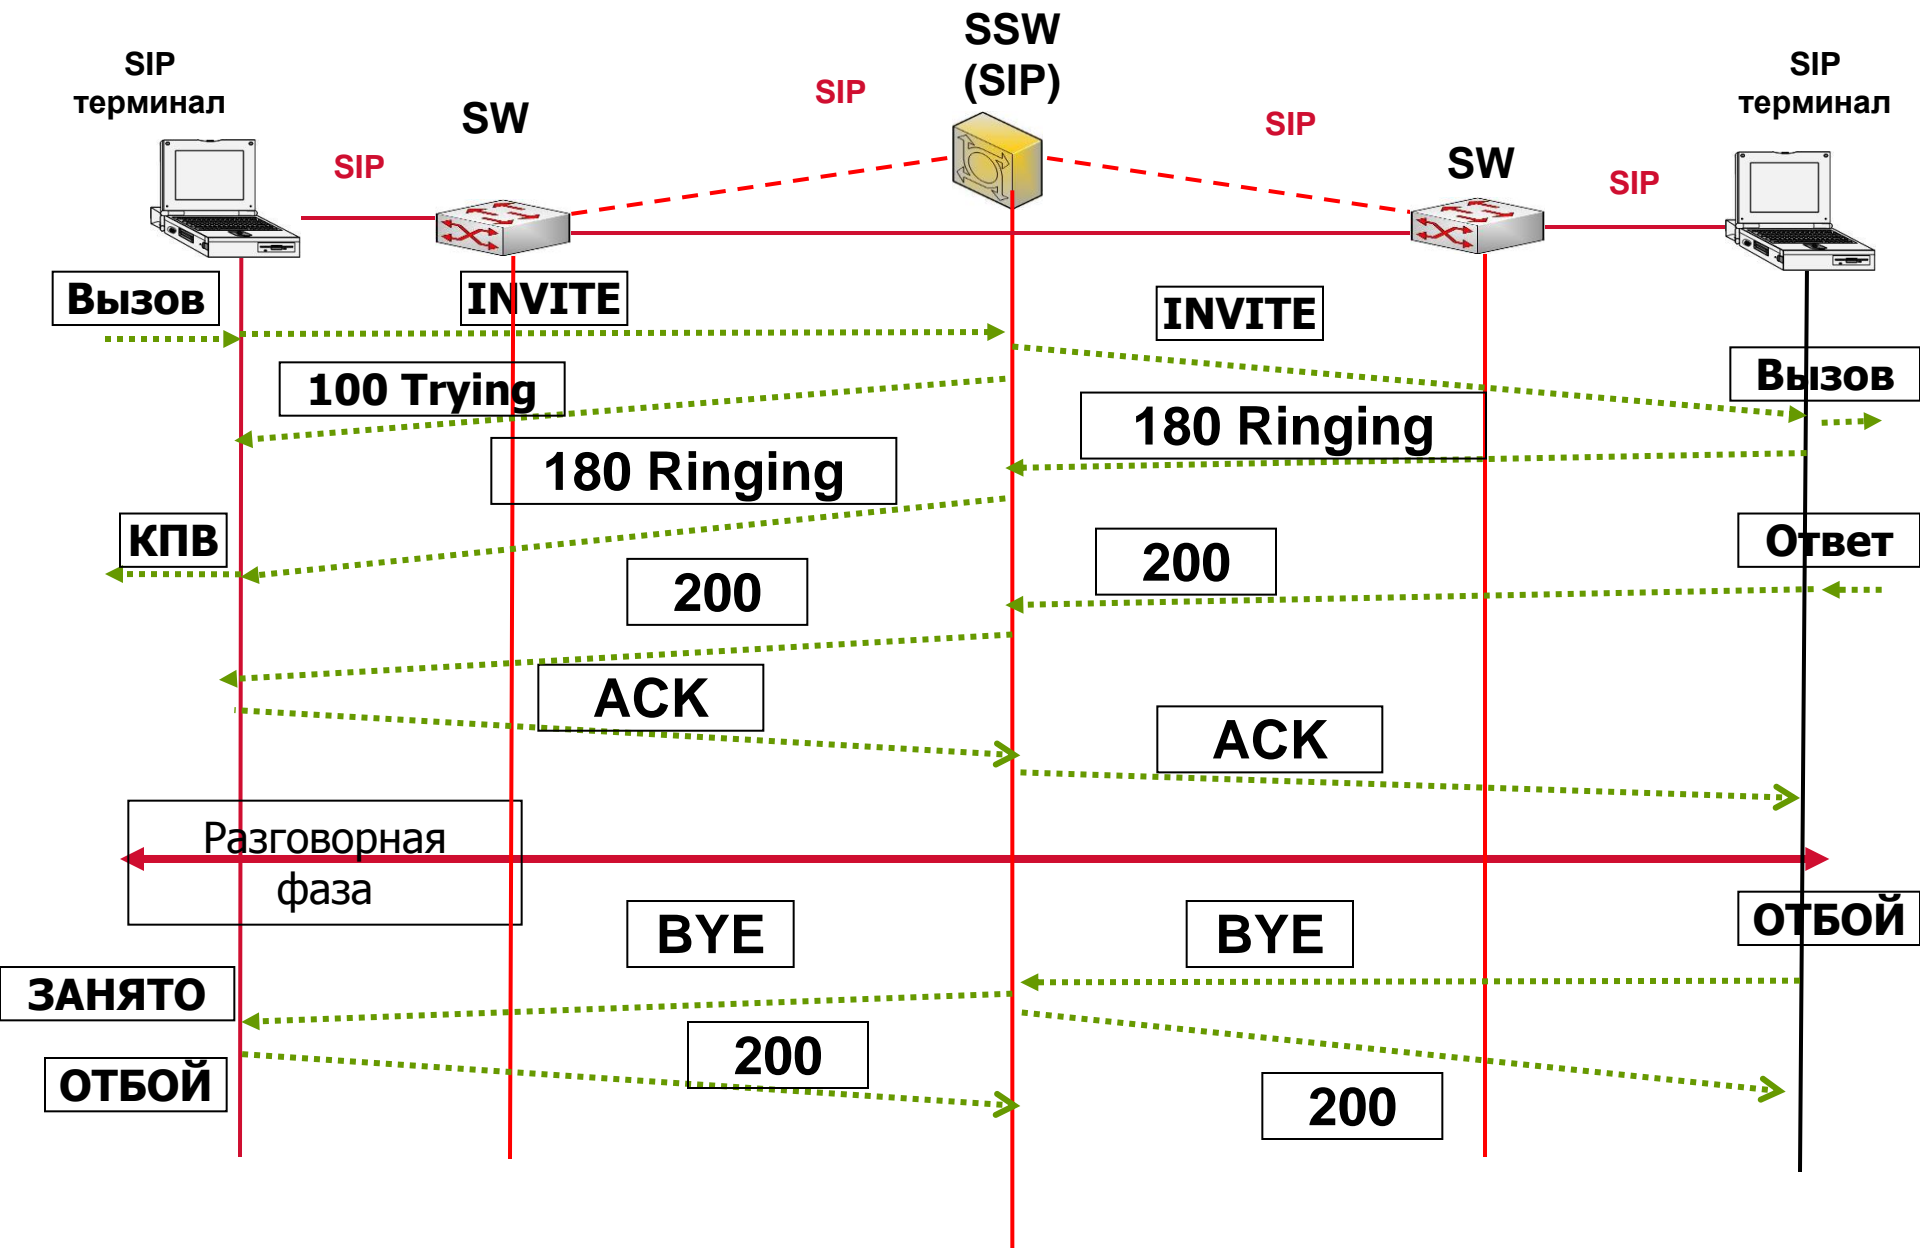 SSW
(SIP)
SIP
терминал
SIP
терминал
SIP
SIP
SW
SW
SIP
SIP
Вызов
INVITE
INVITE
100 Trying
Вызов
180 Ringing
180 Ringing
КПВ
Ответ
200
200
ACK
ACK
Разговорная
фаза
BYE
BYE
ОТБОЙ
ЗАНЯТО
200
ОТБОЙ
200